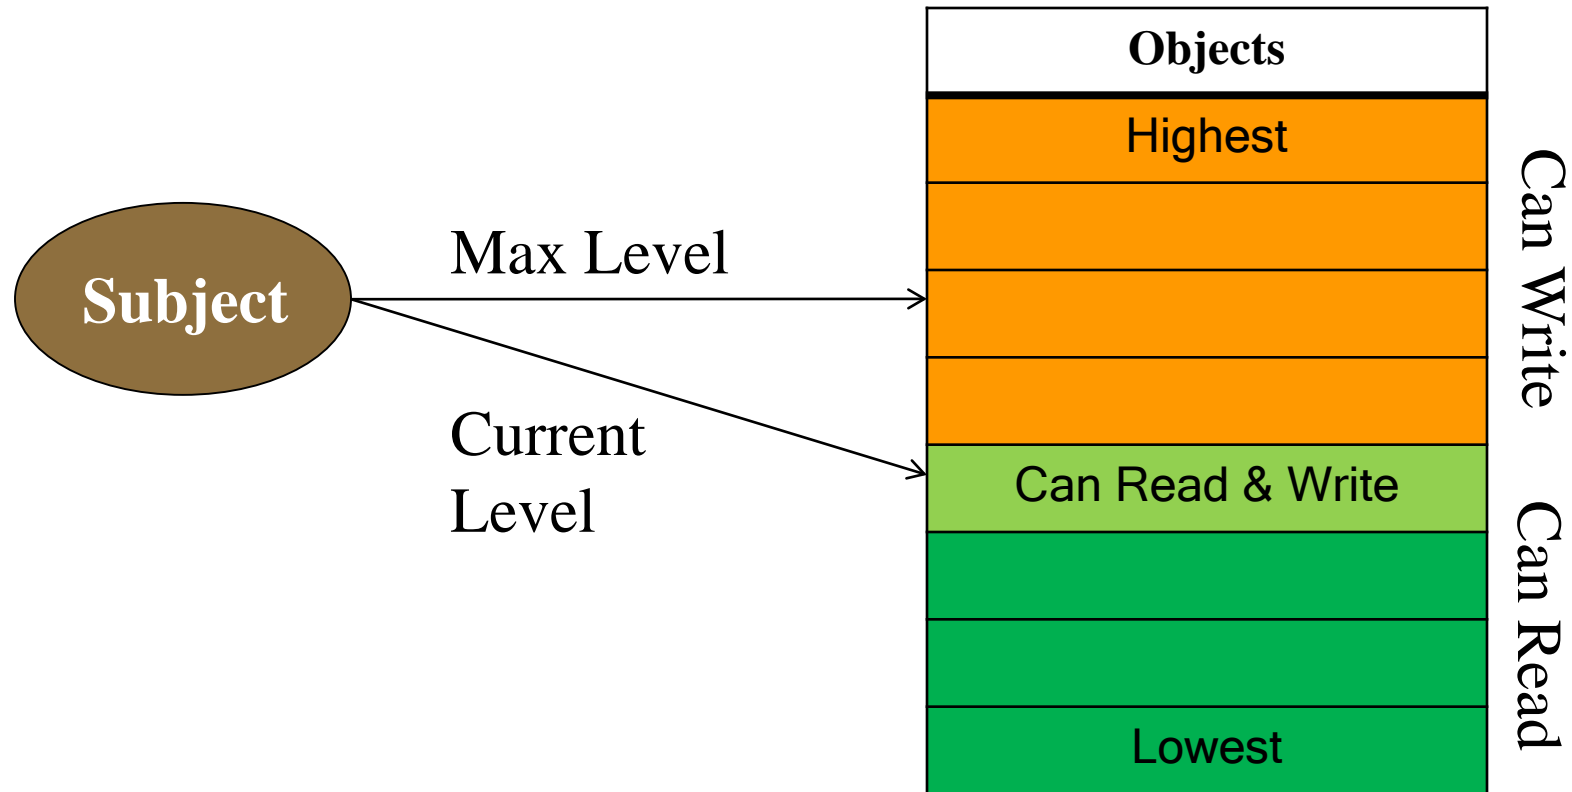 Objects
Highest
Can Write
Max Level
Subject
Current
Level
Can Read & Write
Can Read
Lowest